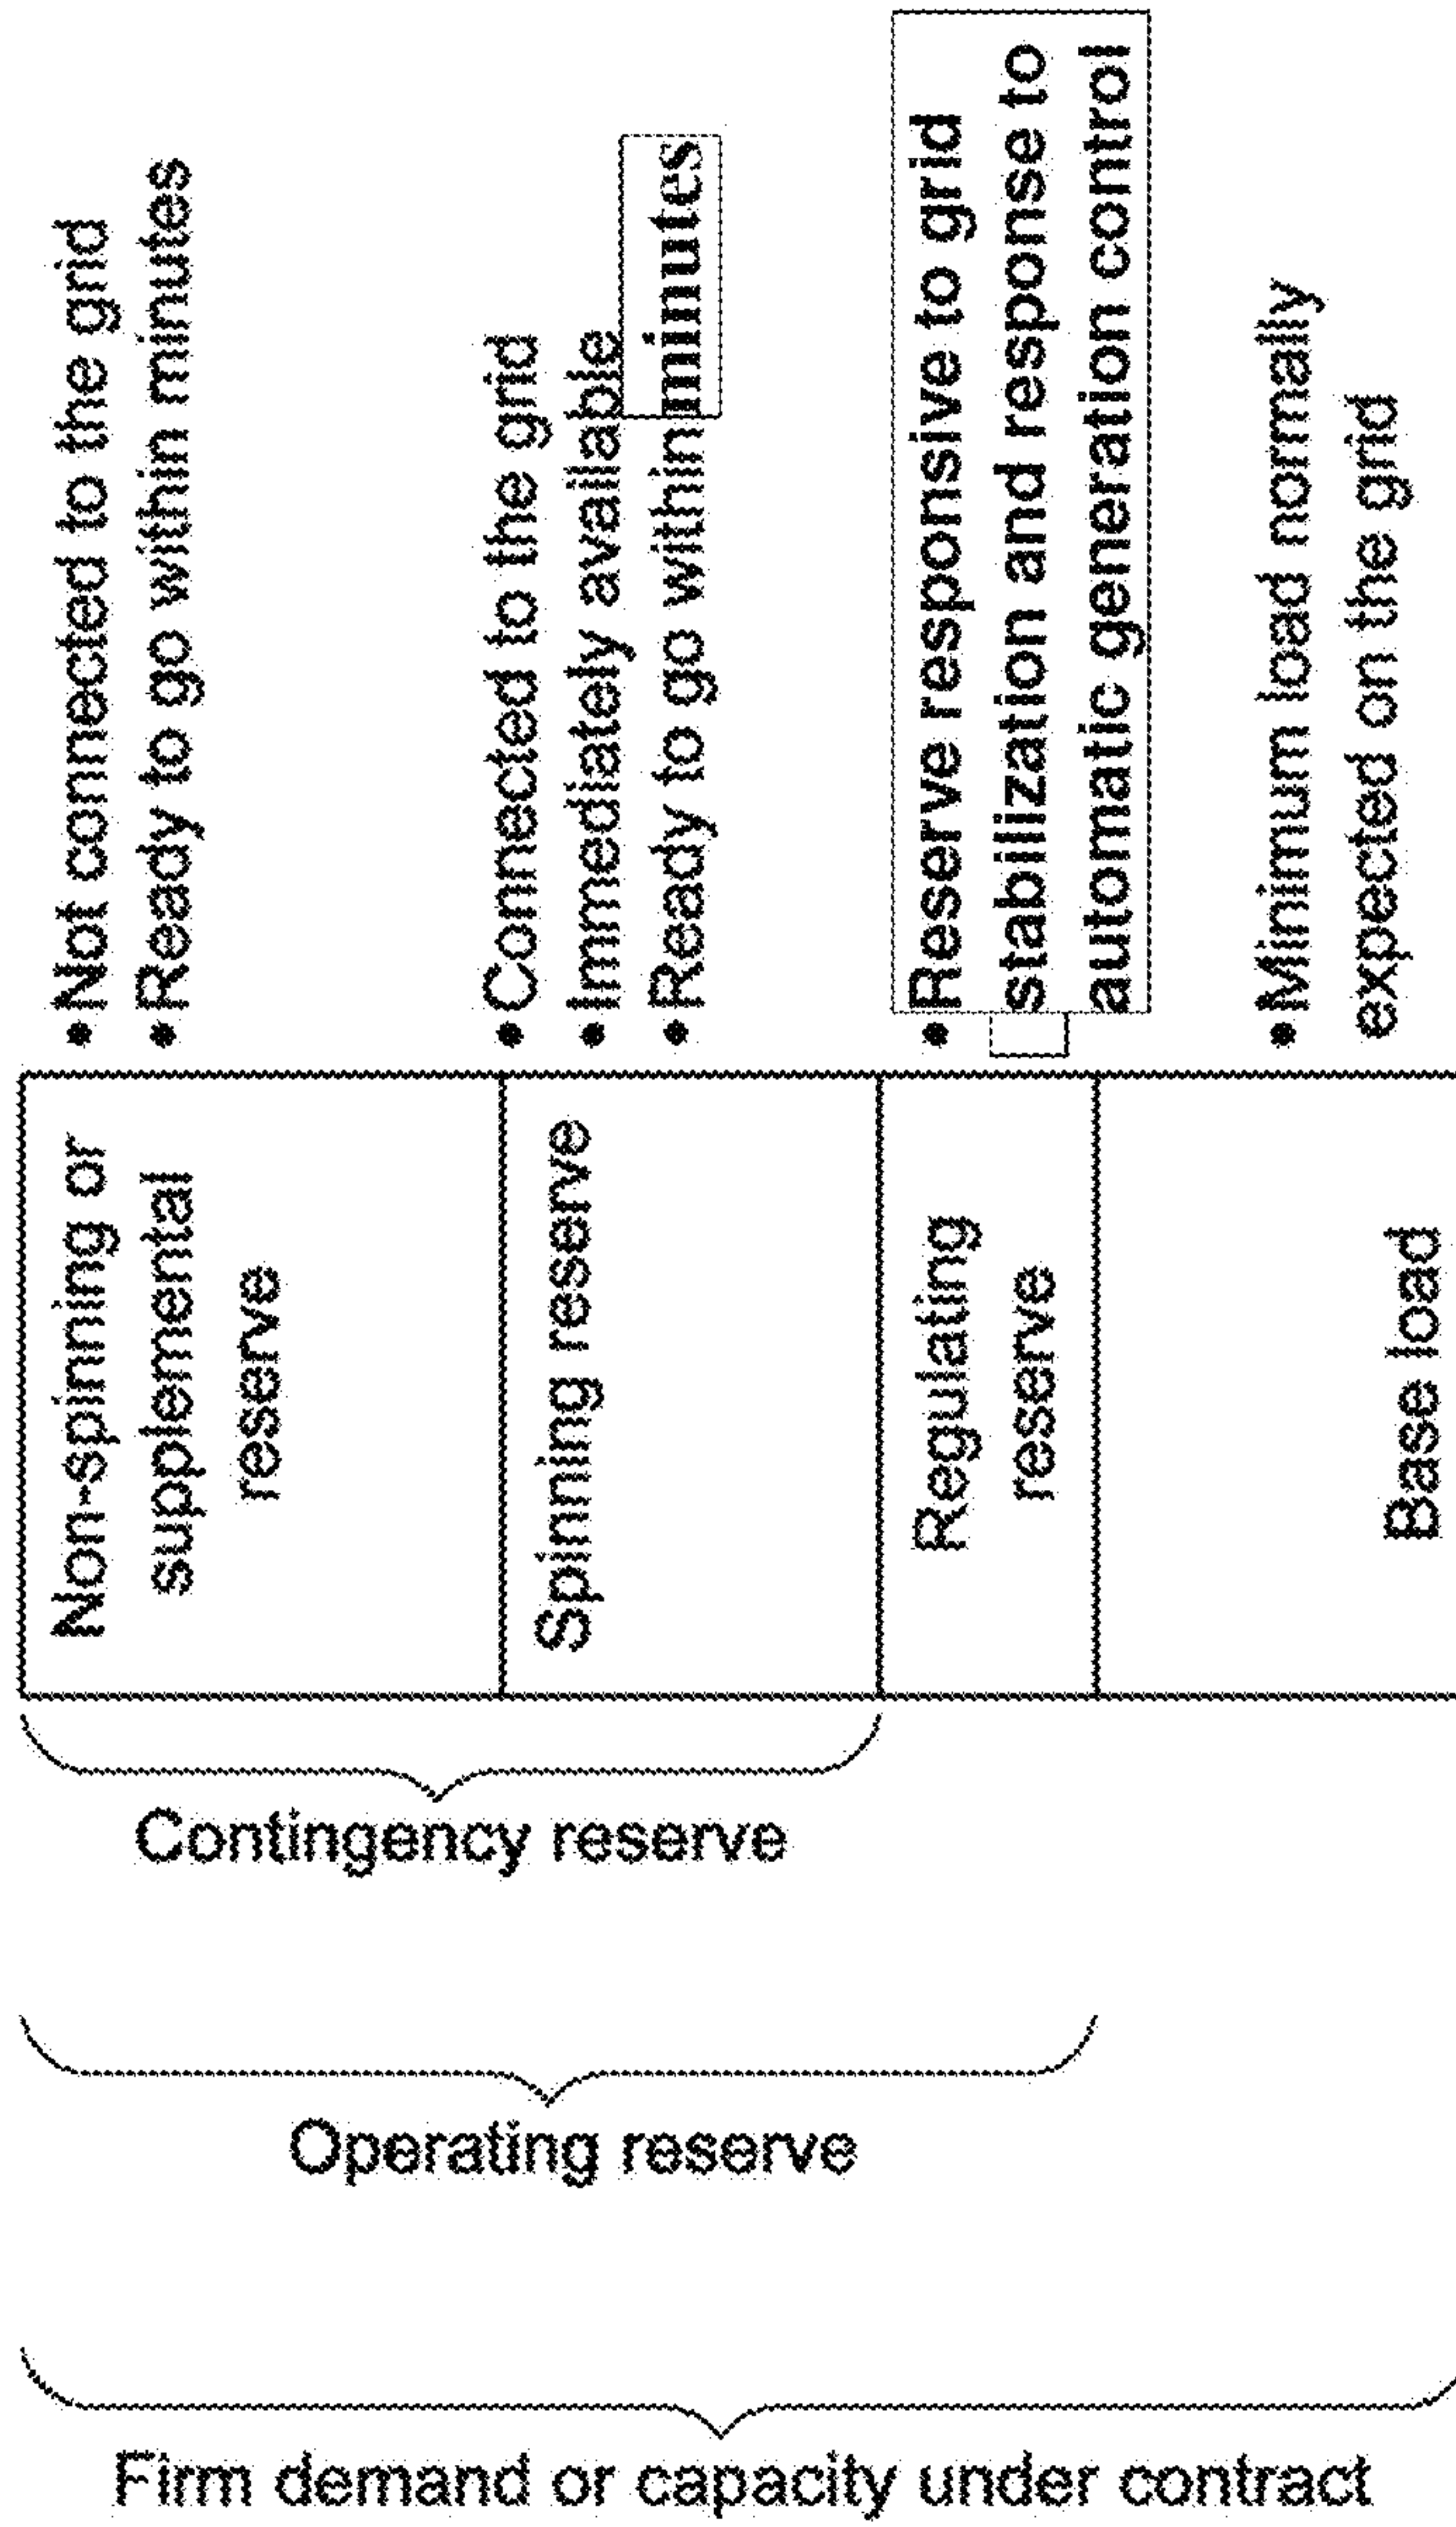 Non-spinning or
supplemental
reserve
•Not connected to the grid
•Ready to go within minutes
Spinning reserve
•Connected to the grid
•Immediately available
•Ready to go within minutes
Regulating
reserve
•Reserve responsive to grid
stabilization and response to
automatic generation control
Base load
•Minimum load normally
expected on the grid
Contingency reserve
Operating reserve
Firm demand or capacity under contract